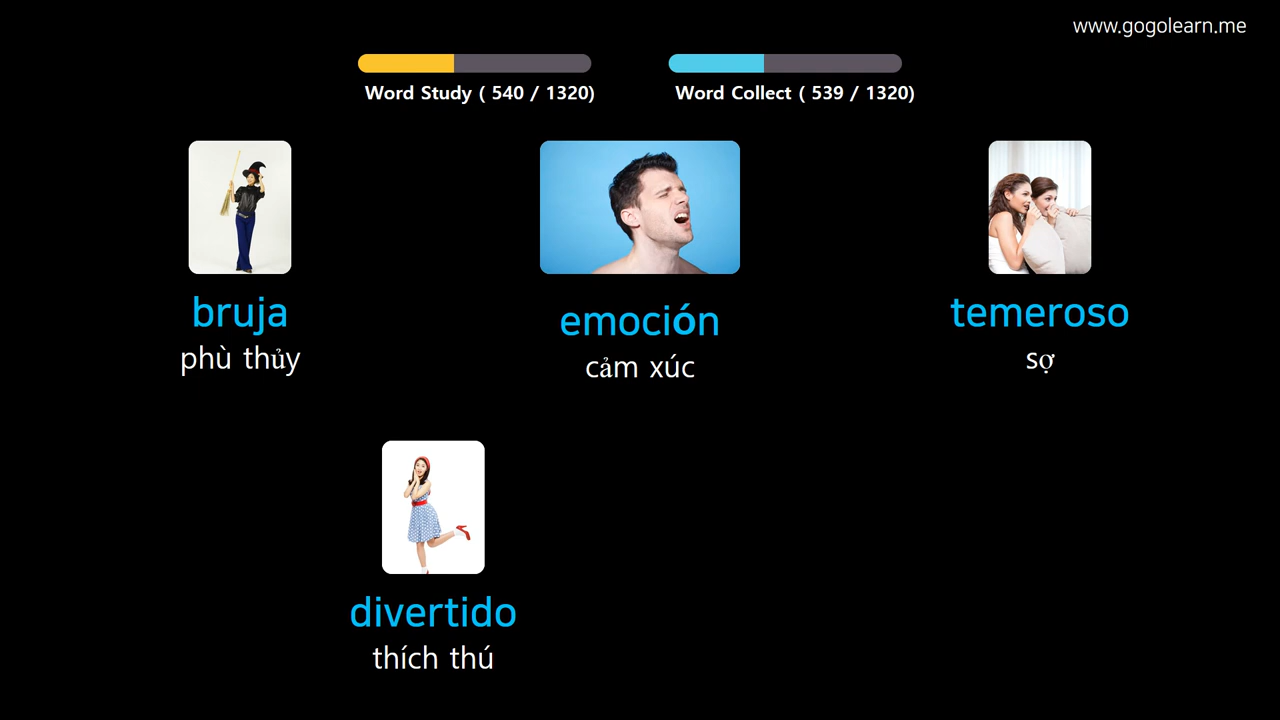 www.gogolearn.me
Word Study ( 540 / 1320)
Word Collect ( 539 / 1320)
bruja
phù thủy
emoción
cảm xúc
temeroso
sợ
divertido
thích thú